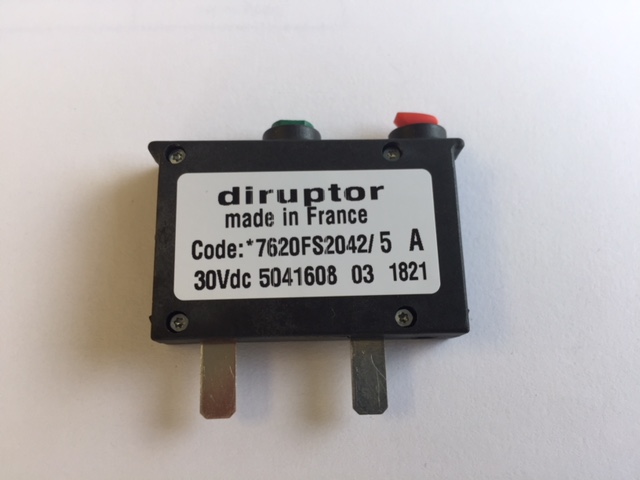 diruptor
made in France
Code:*7620FS2042/5 A
30Vdc 5041608 03 1821